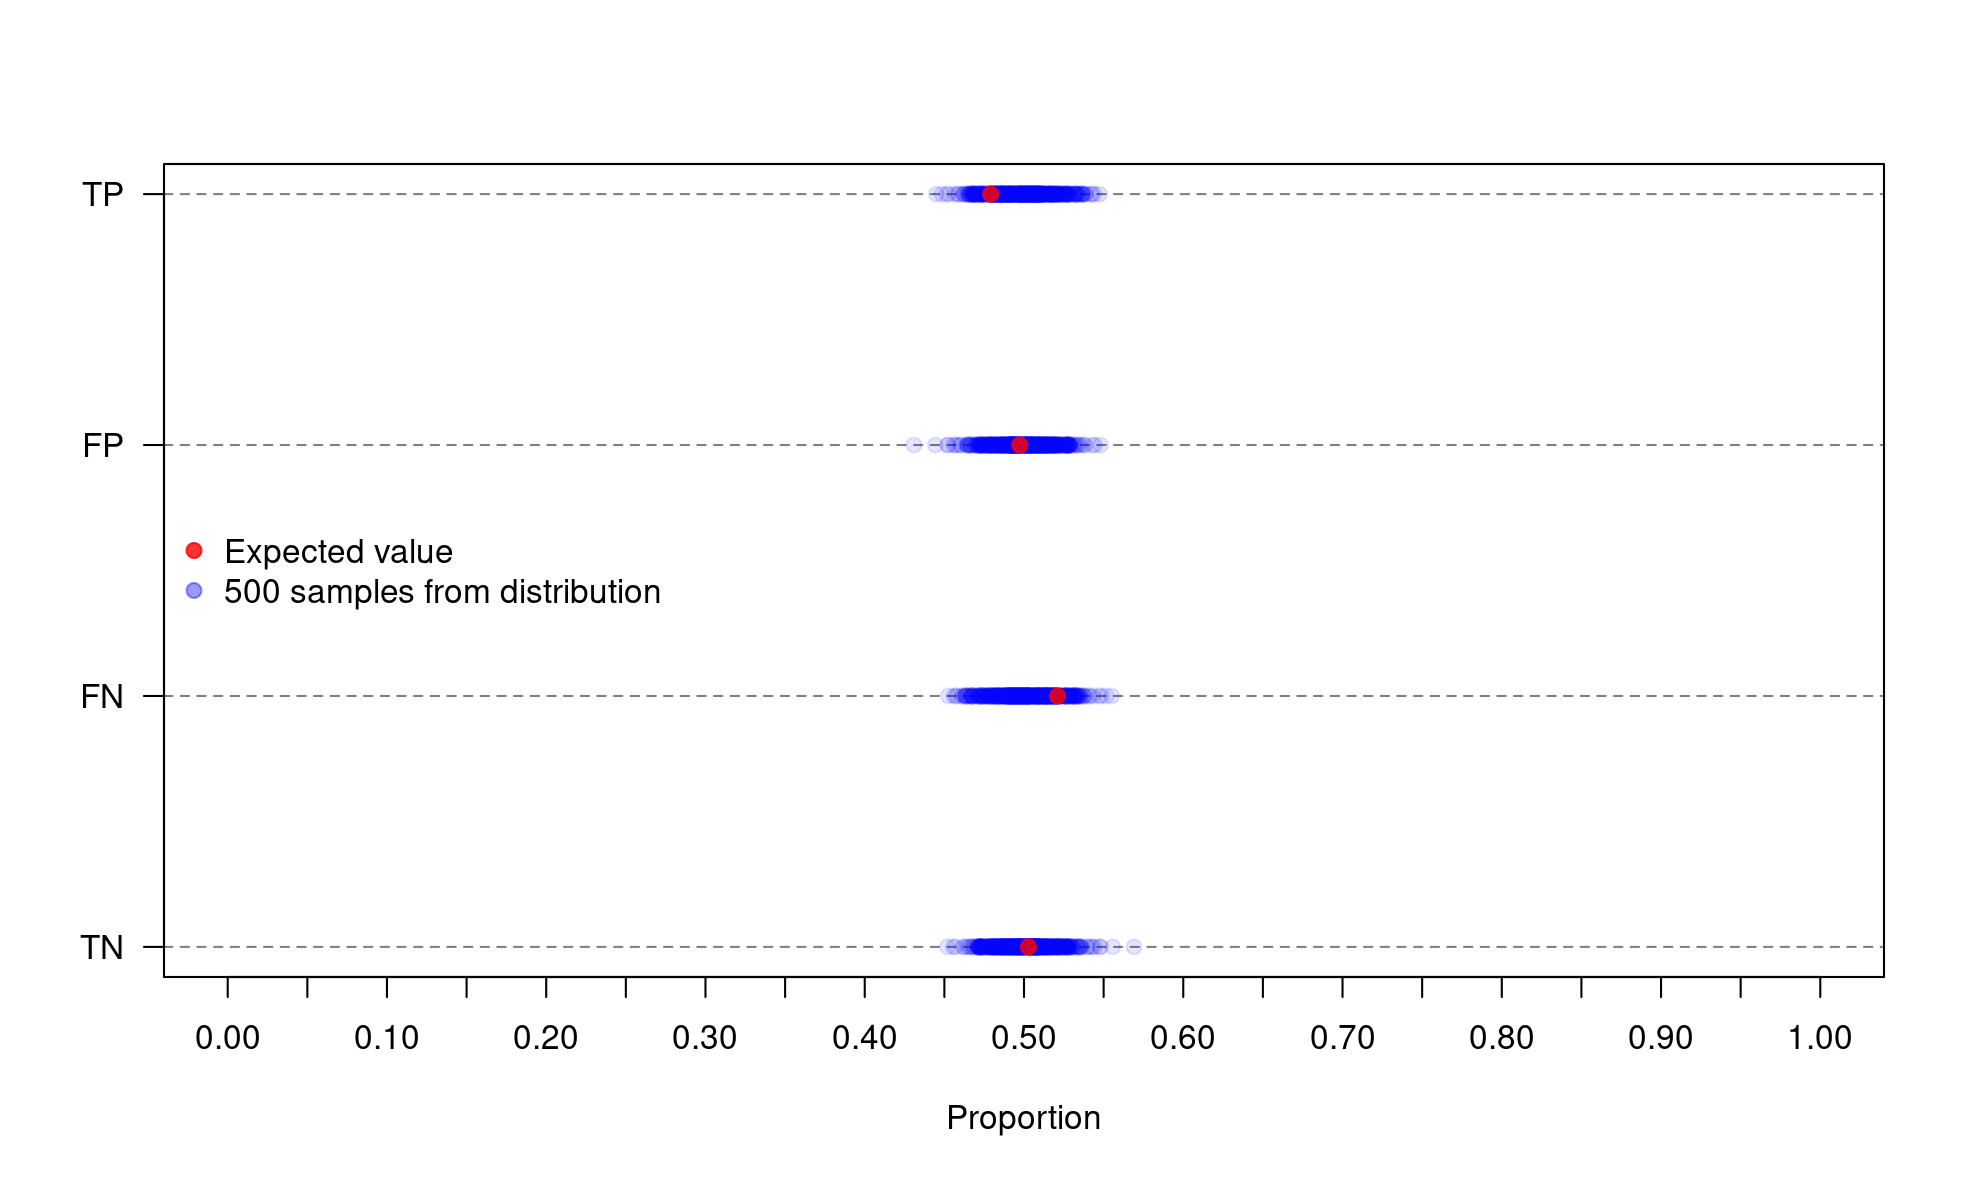 TP
FP
Expected value
500 samples from distribution
FN
TN
0.00 0.10 0.20 0.30 0.40 0.50 0.60 0.70 0.80 0.90 1.00
Proportion